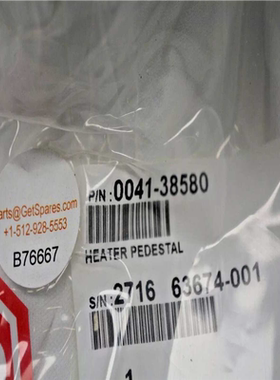 arts@GetSpares.com
+1-512-928-5553
B76667
P/N: 0041-38580
HEATER PEDESTAL
S/N: 2716 63674-001
1